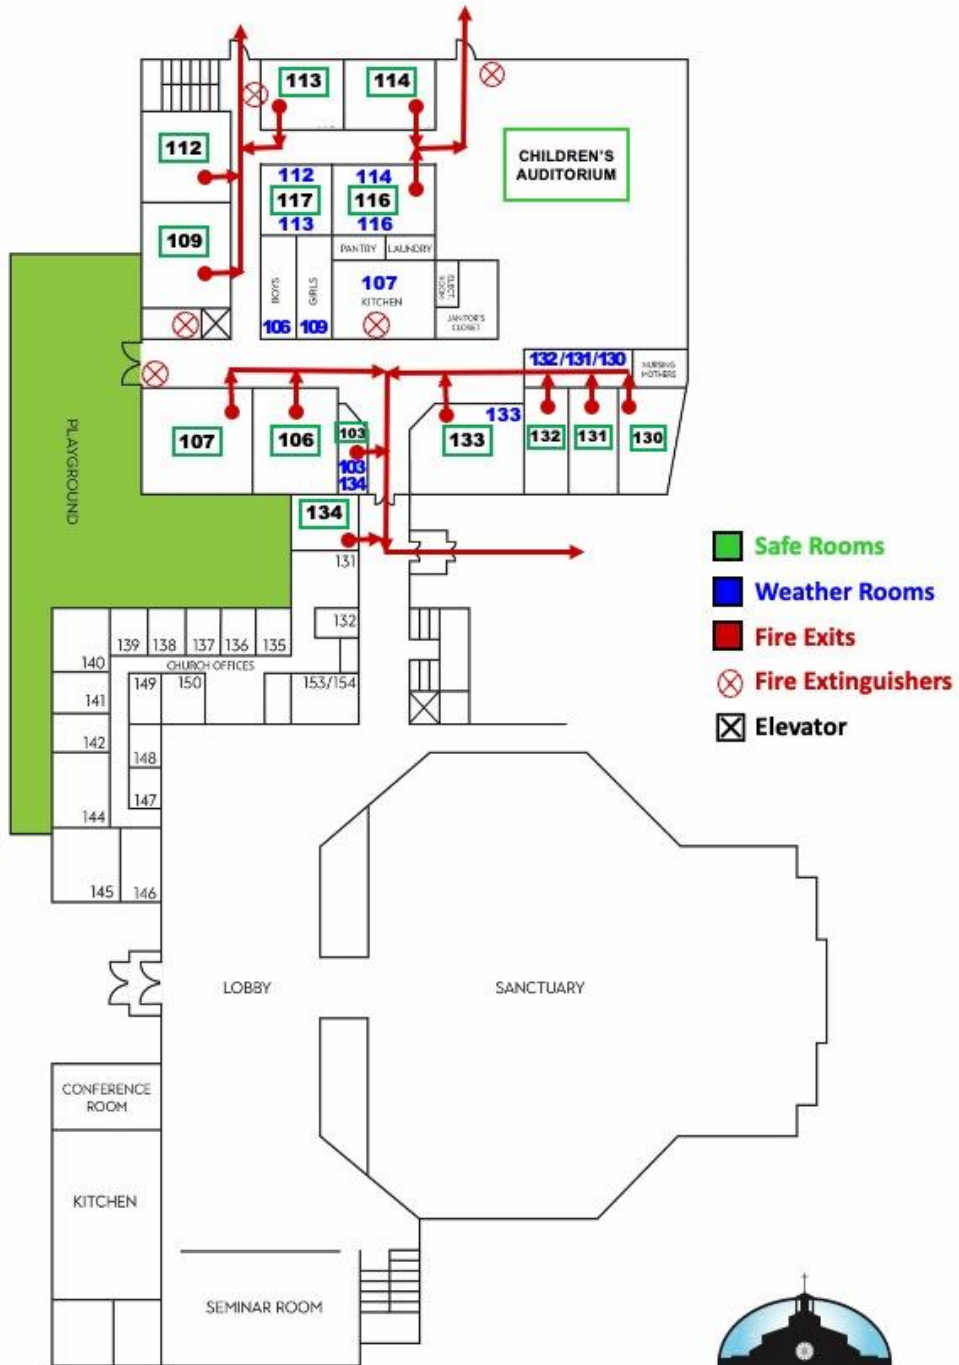 113
114
112
CHILDREN'S
AUDITORIUM
112
117
113
114
116
116
109
PANTRY
LAUNDRY
BOYS
GIRLS
107
KITCHEN
ELECT.
ROOM
JANITOR'S
CLOSET
106
109
132/131/130
NURSING
MOTHERS
107
106
103
103
134
133
133
132
131
130
PLAYGROUND
134
131
132
139
138
137
136
135
140
CHURCH OFFICES
149
150
153/154
141
142
148
147
144
145
146
Safe Rooms
Weather Rooms
Fire Exits
Fire Extinguishers
Elevator
LOBBY
SANCTUARY
CONFERENCE
ROOM
KITCHEN
SEMINAR ROOM